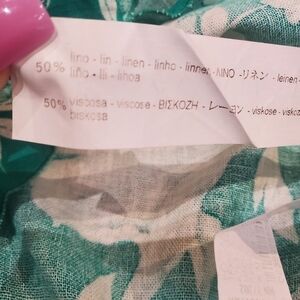 50% lino - lin - linen - linho - linnen - ΛΙΝΟ - リネン - leinen
liño - lli - lihoa
50% viscosa - viscose - ΒΙΣΚΟΖΗ - レーヨン - viskose -
biskosa